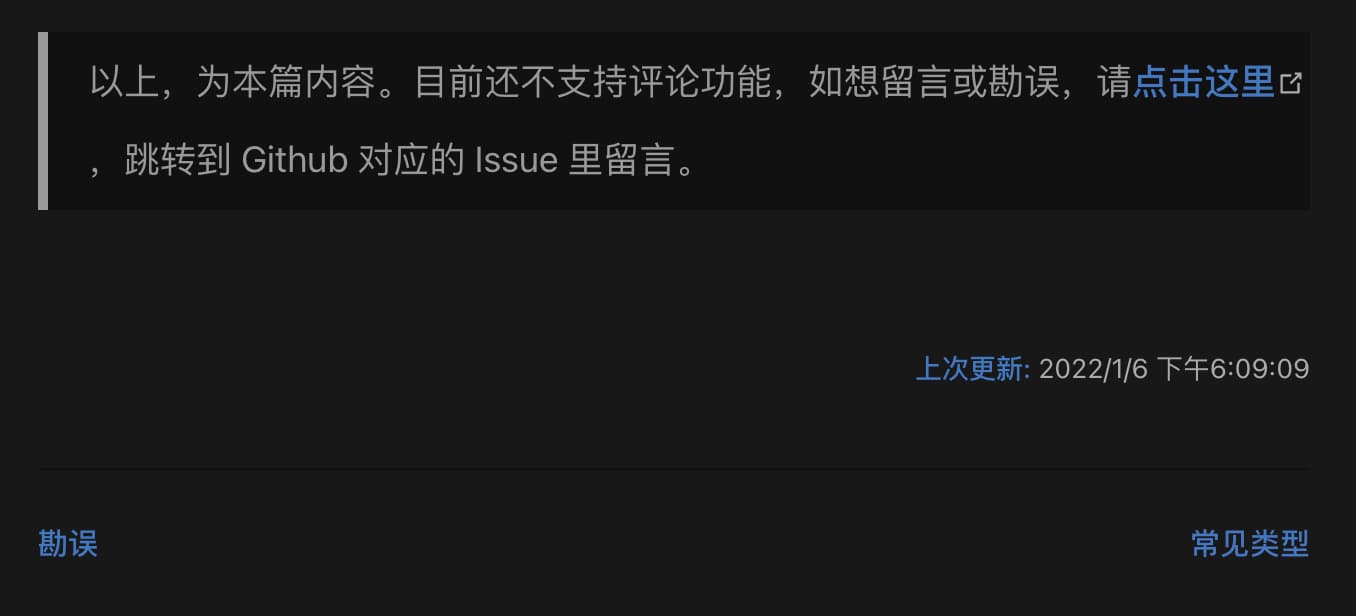 以上，为本篇内容。目前还不支持评论功能，如想留言或勘误，请点击这里
，跳转到 Github 对应的 Issue 里留言。
上次更新: 2022/1/6 下午6:09:09
勘误
常见类型